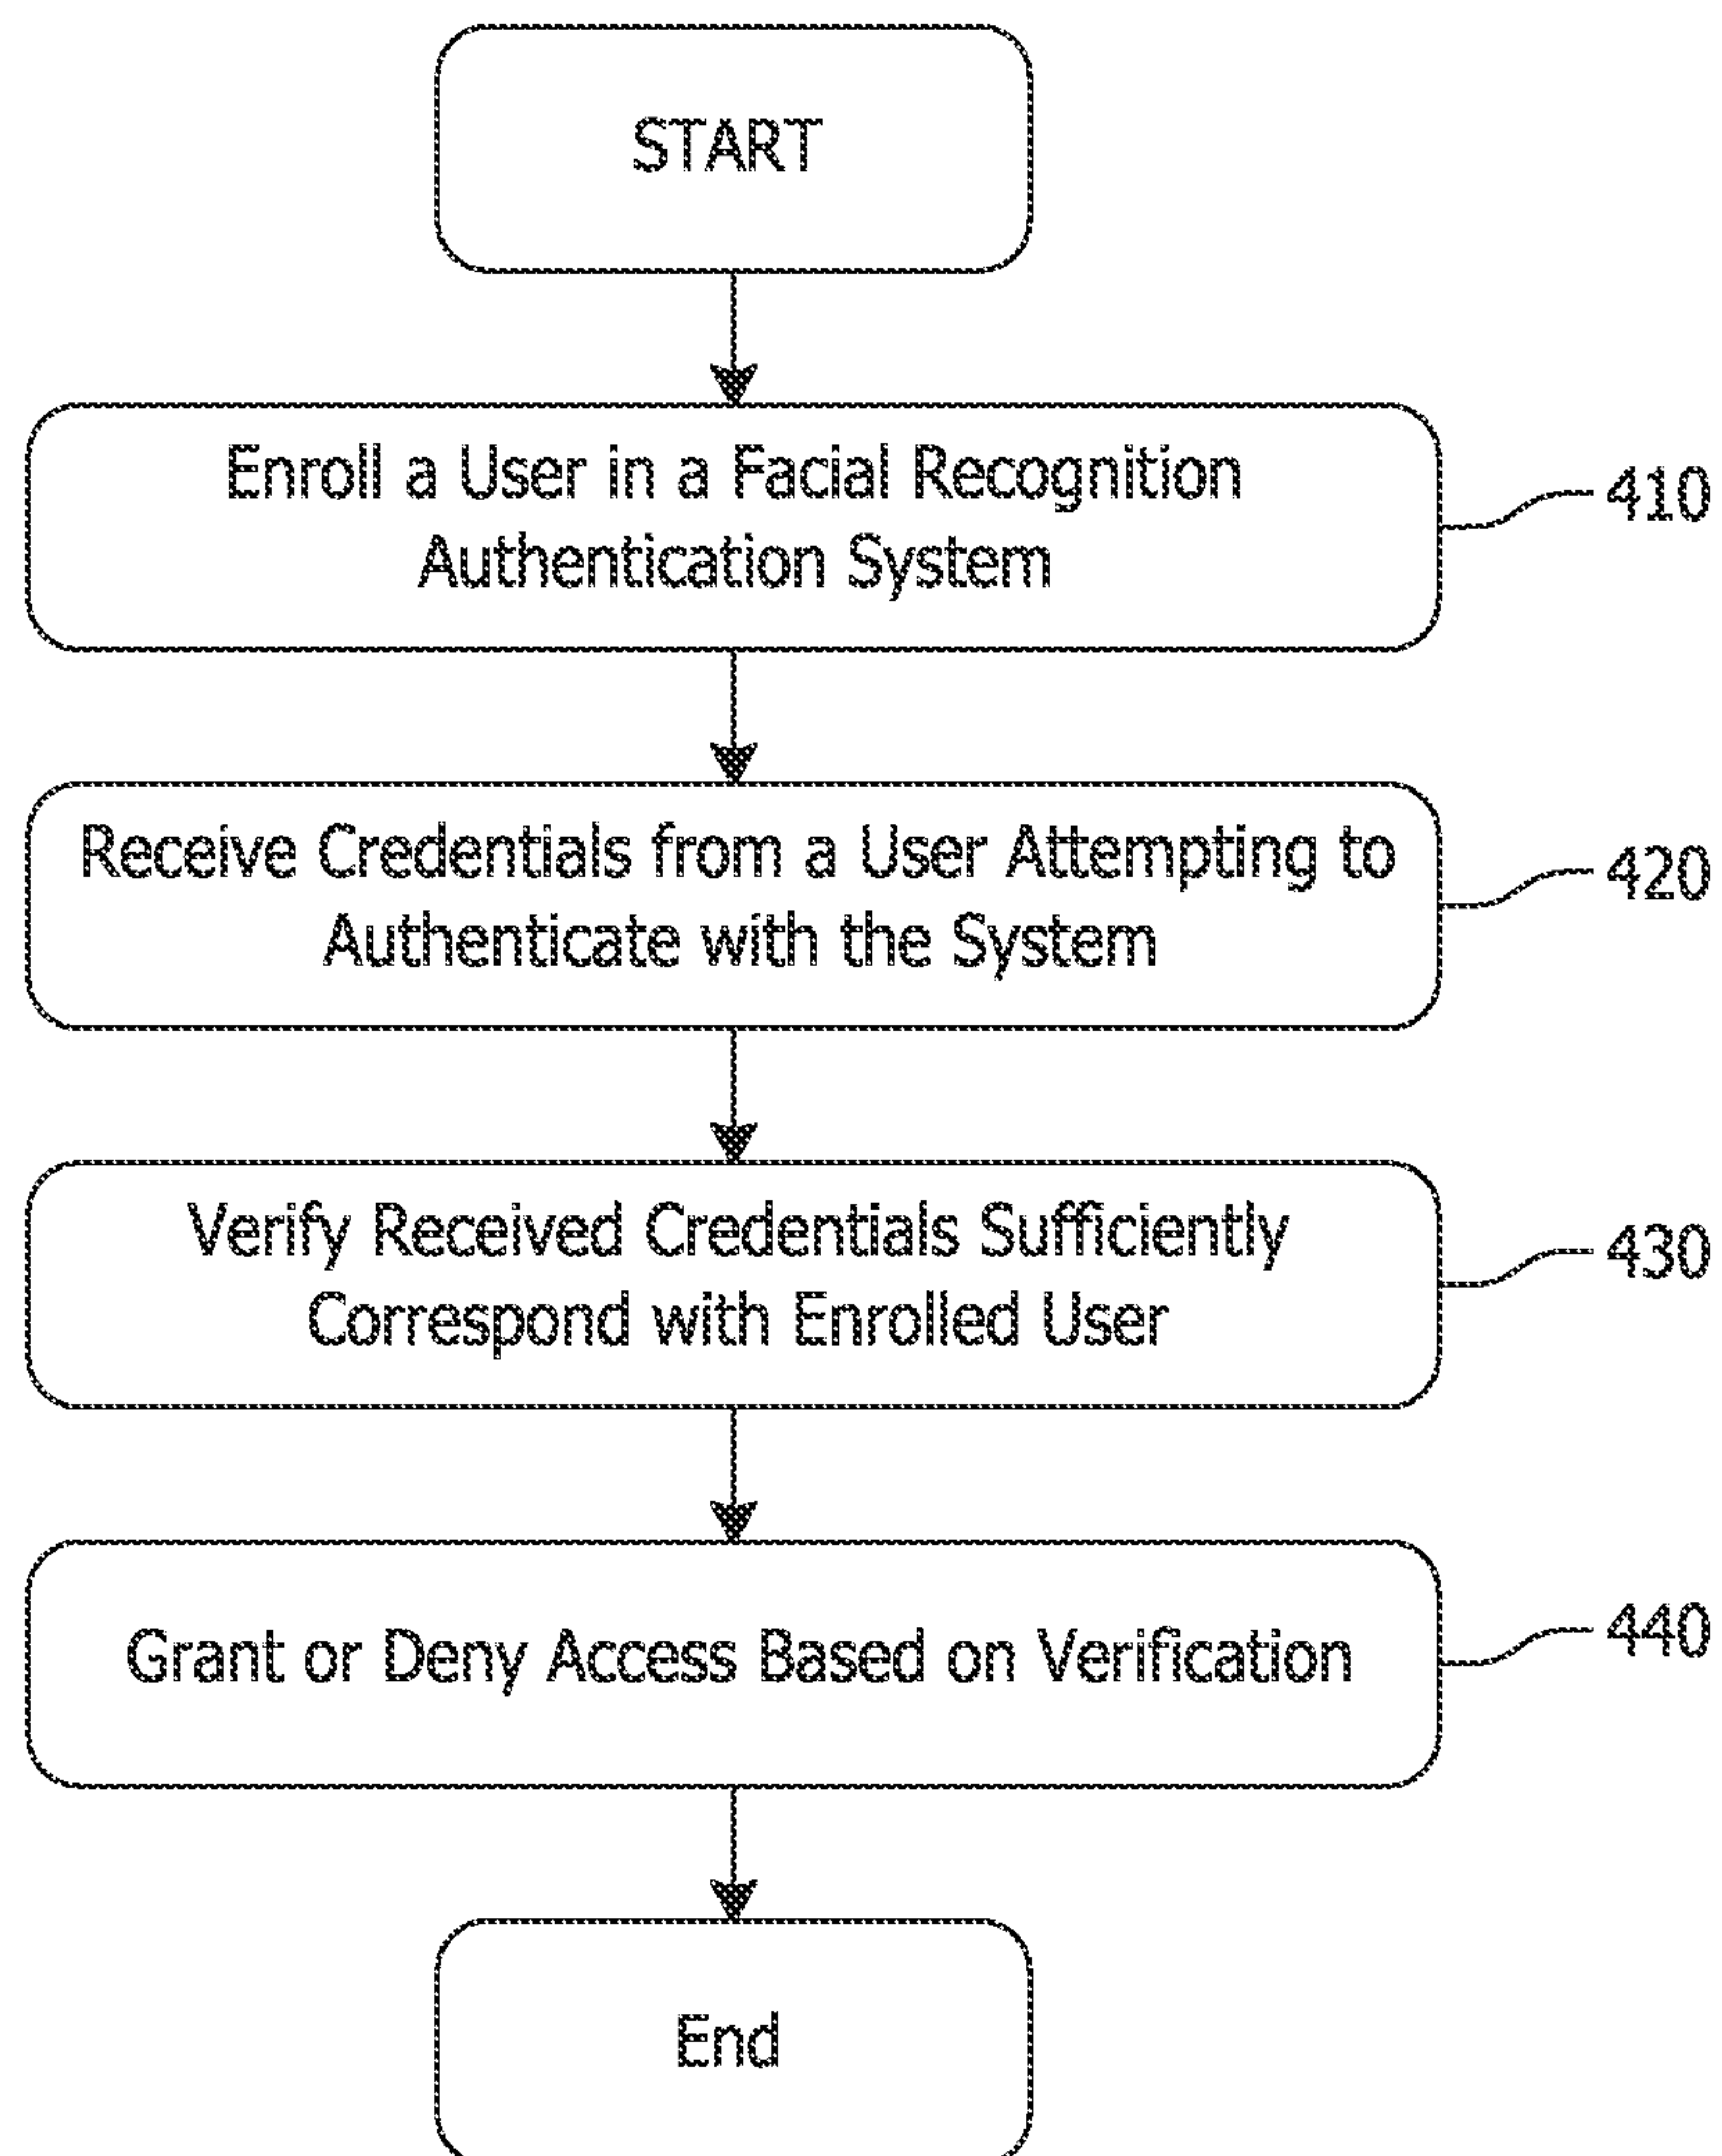 START
Enroll a User in a Facial Recognition
Authentication System
410
Receive Credentials from a User Attempting to
Authenticate with the System
420
Verify Received Credentials Sufficiently
Correspond with Enrolled User
430
Grant or Deny Access Based on Verification
440
End